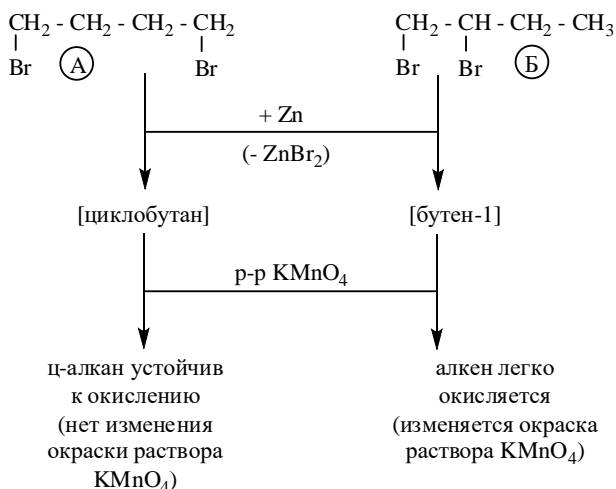 CH2 - CH2 - CH2 - CH2
Br
А
Br
CH2 - CH - CH2 - CH3
Br
Br
Б
+ Zn
(- ZnBr2)
[циклобутан]
[бутен-1]
р-р KMnO4
ц-алкан устойчив
к окислению
(нет изменения
окраски раствора
KMnO4)
алкен легко
окисляется
(изменяется окраска
раствора KMnO4)